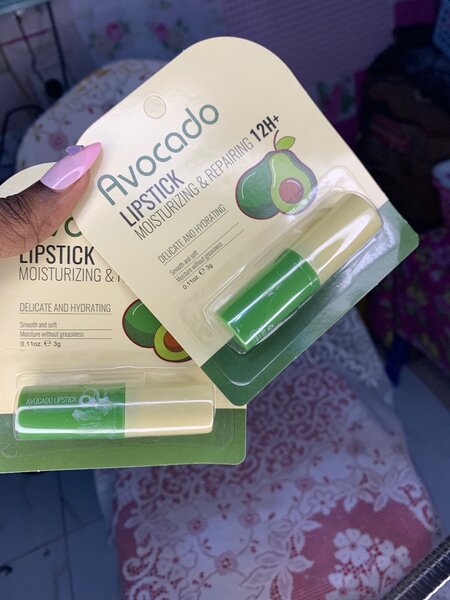 Avocado
LIPSTICK
MOISTURIZING & REPAIRING 12H+
DELICATE AND HYDRATING
Smooth and soft
Moisture without greasiness
0.11oz. ℮ 3g
LIPSTICK
MOISTURIZING &
DELICATE AND HYDRATING
Smooth and soft
Moisture without greasiness
0.11oz. ℮ 3g
AVOCADO LIPSTICK